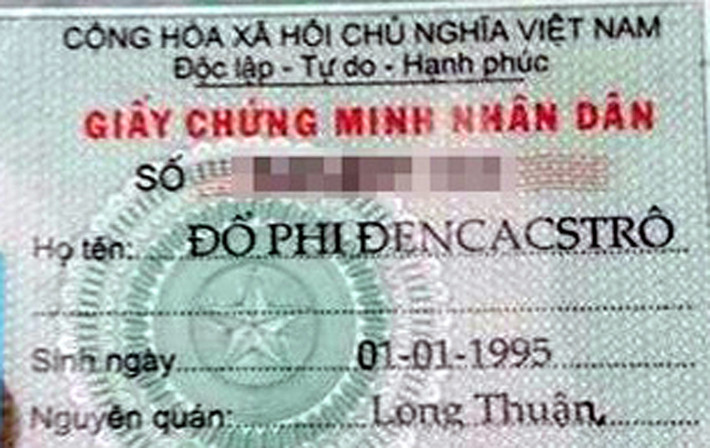 CỘNG HÒA XÃ HỘI CHỦ NGHĨA VIỆT NAM
Độc lập - Tự do - Hạnh phúc
GIẤY CHỨNG MINH NHÂN DÂN
SỐ
Họ tên: ĐỖ PHI ĐENCACSTRÔ
Sinh ngày 01-01-1995
Nguyên quán: Long Thuận,